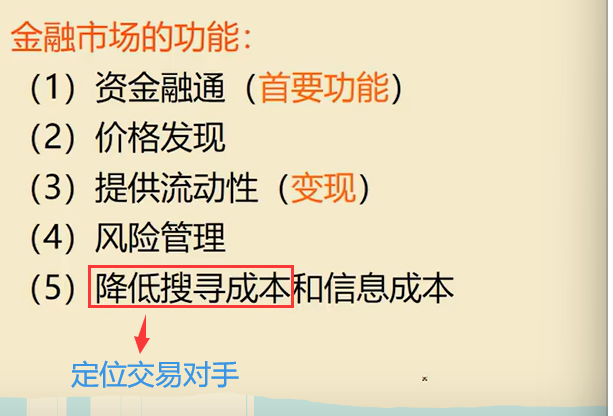 金融市场的功能：
（1）资金融通（首要功能）
（2）价格发现
（3）提供流动性（变现）
（4）风险管理
（5）降低搜寻成本和信息成本
定位交易对手